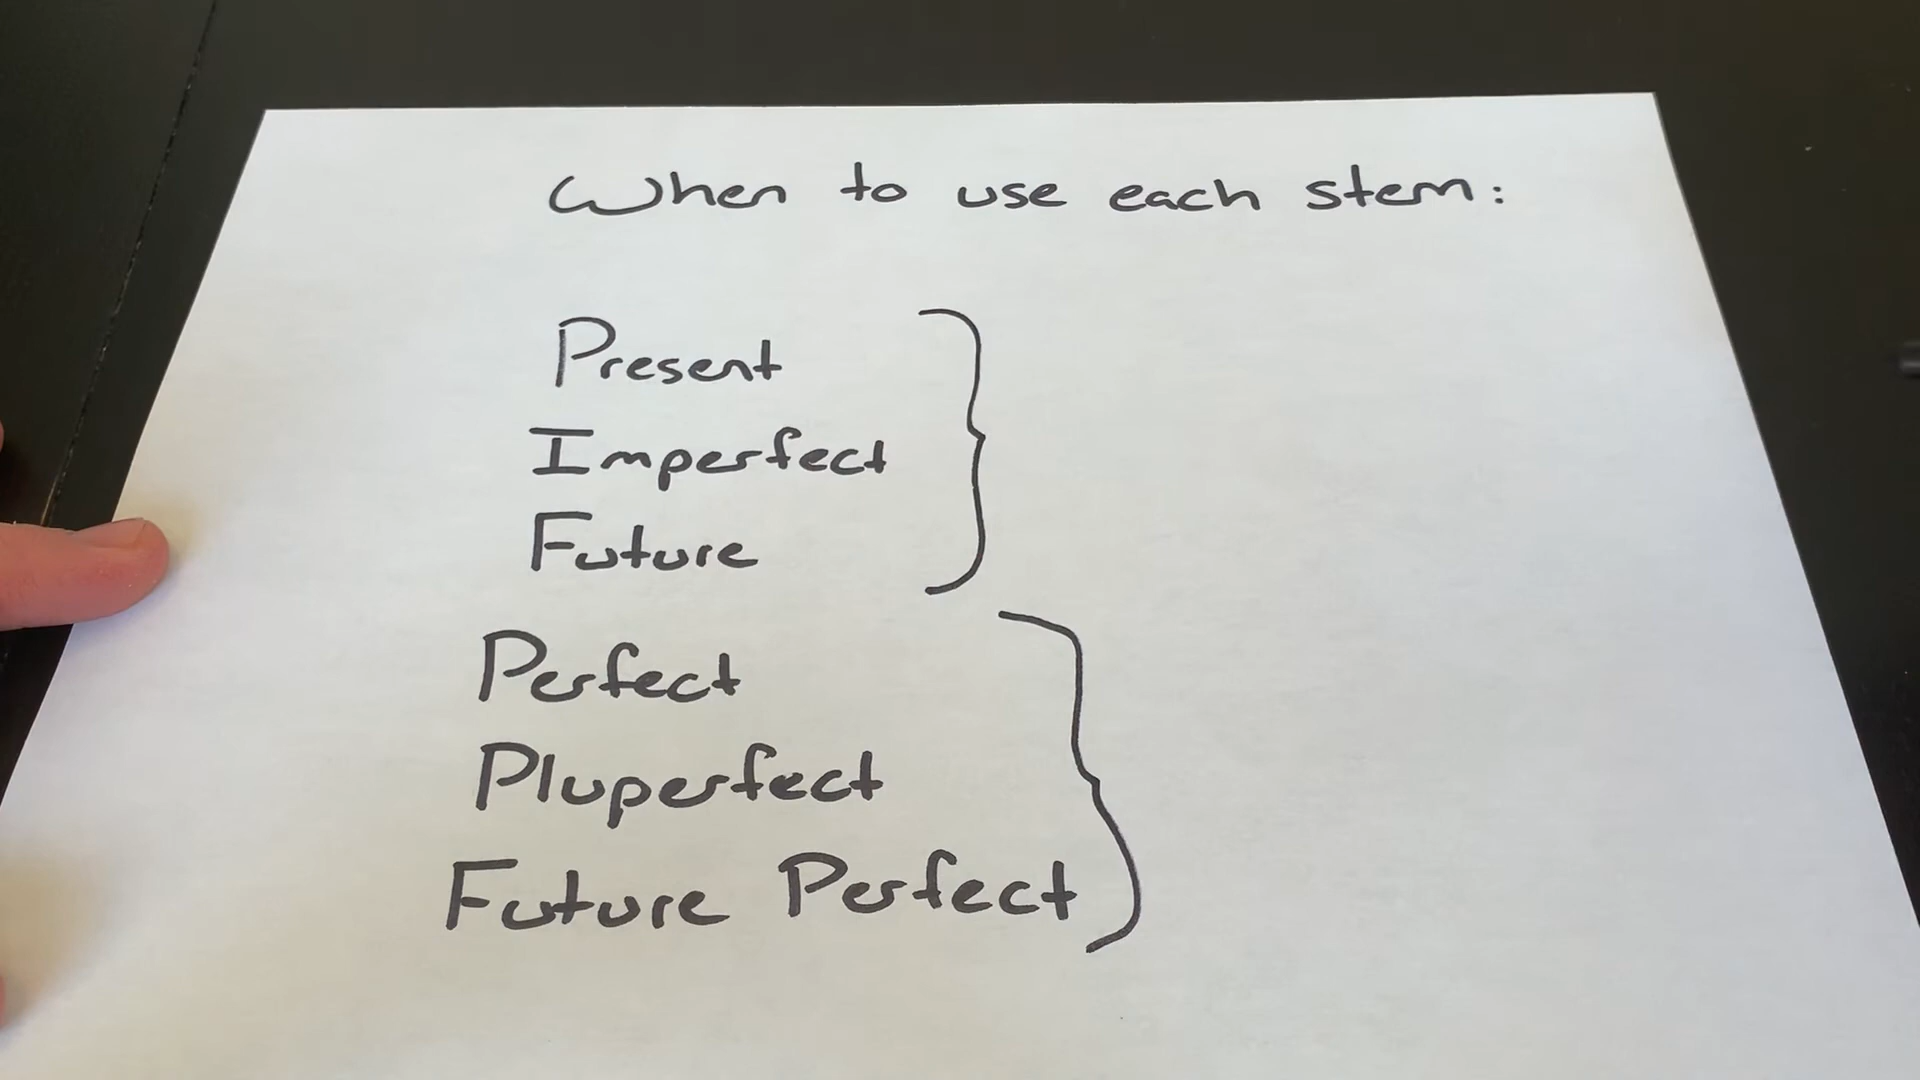 When to use each stem:
Present
Imperfect
Future
Perfect
Pluperfect
Future Perfect